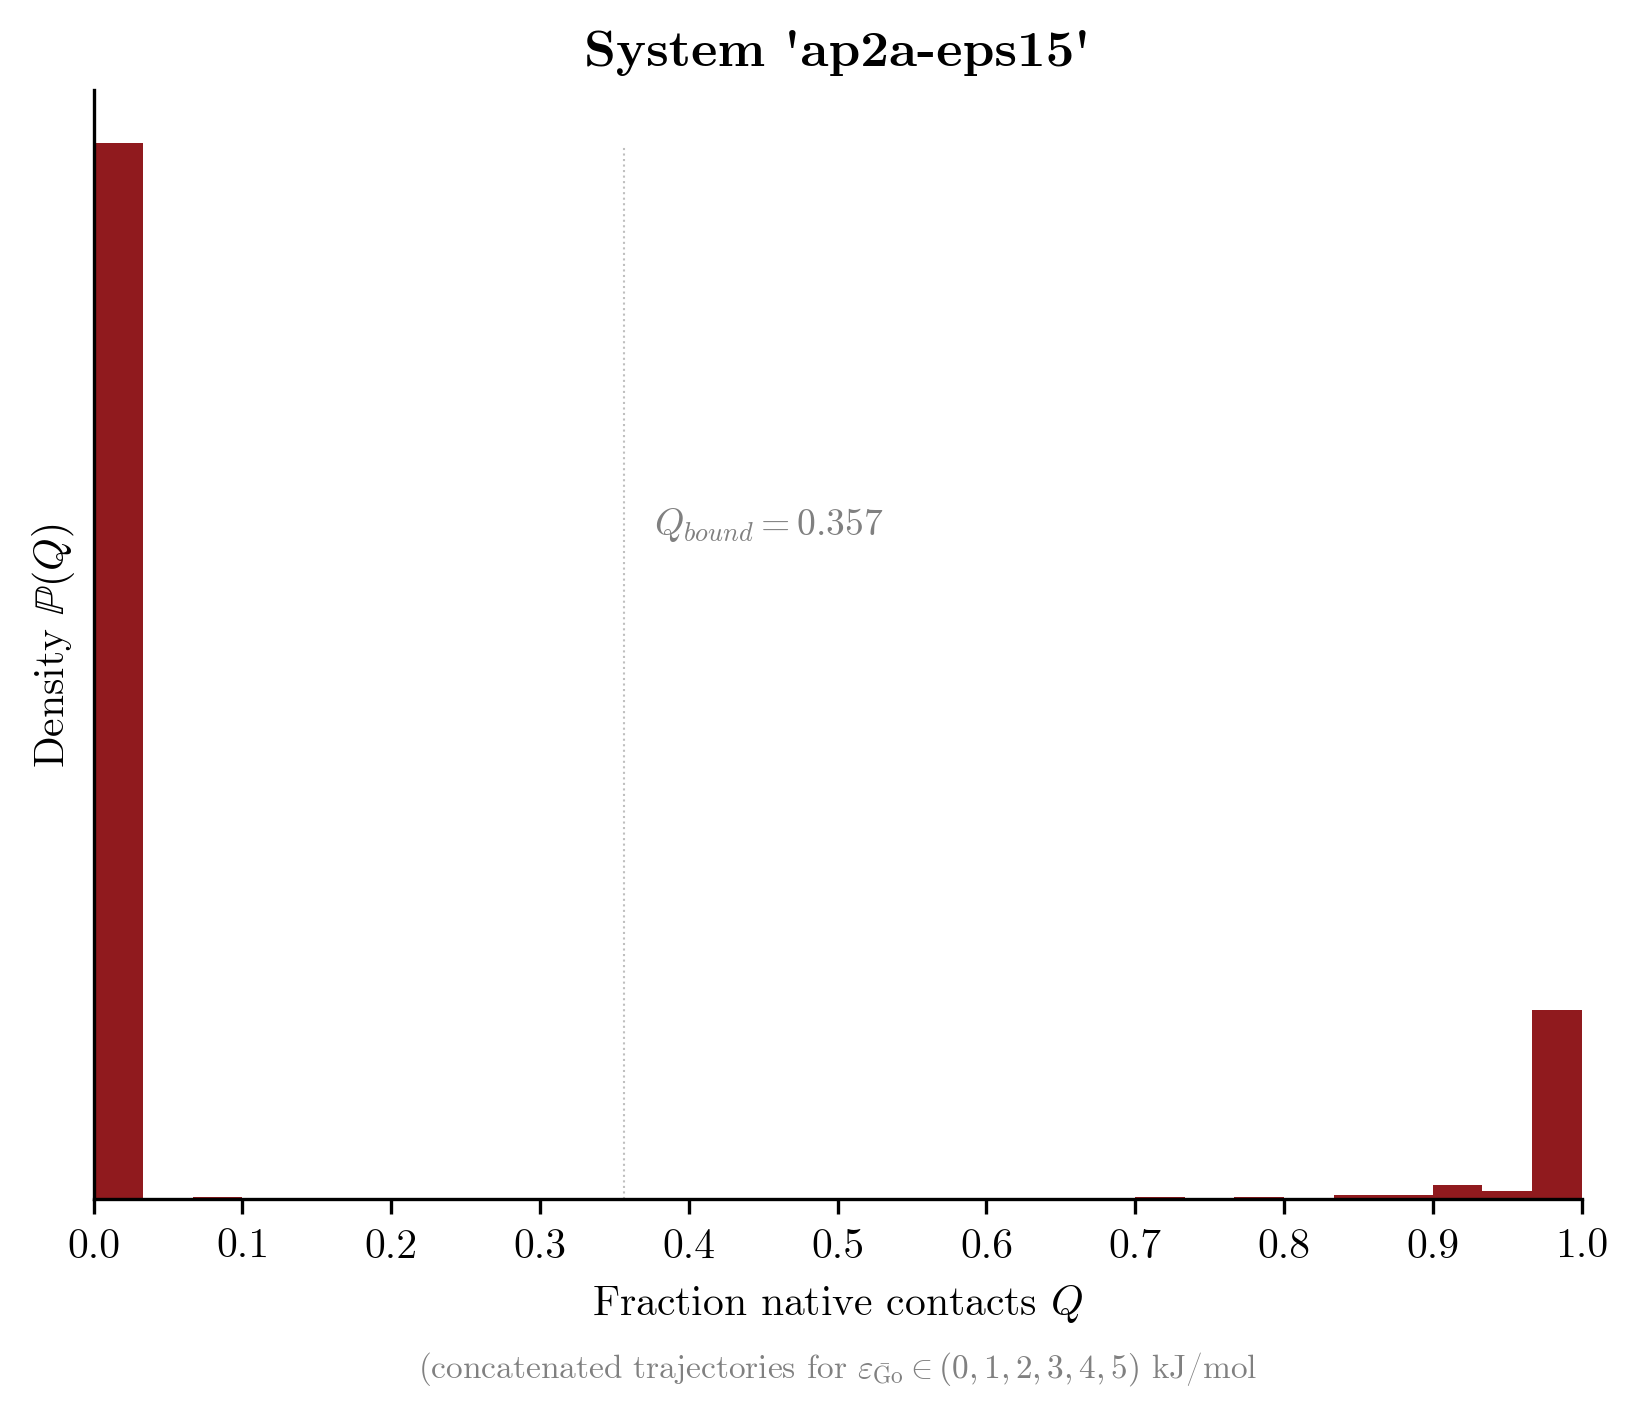 System 'ap2a-eps15'
Density ℙ(Q)
Q_bound = 0.357
0.0 0.1 0.2 0.3 0.4 0.5 0.6 0.7 0.8 0.9 1.0
Fraction native contacts Q
(concatenated trajectories for ε_Ḡo ∈ (0, 1, 2, 3, 4, 5) kJ/mol